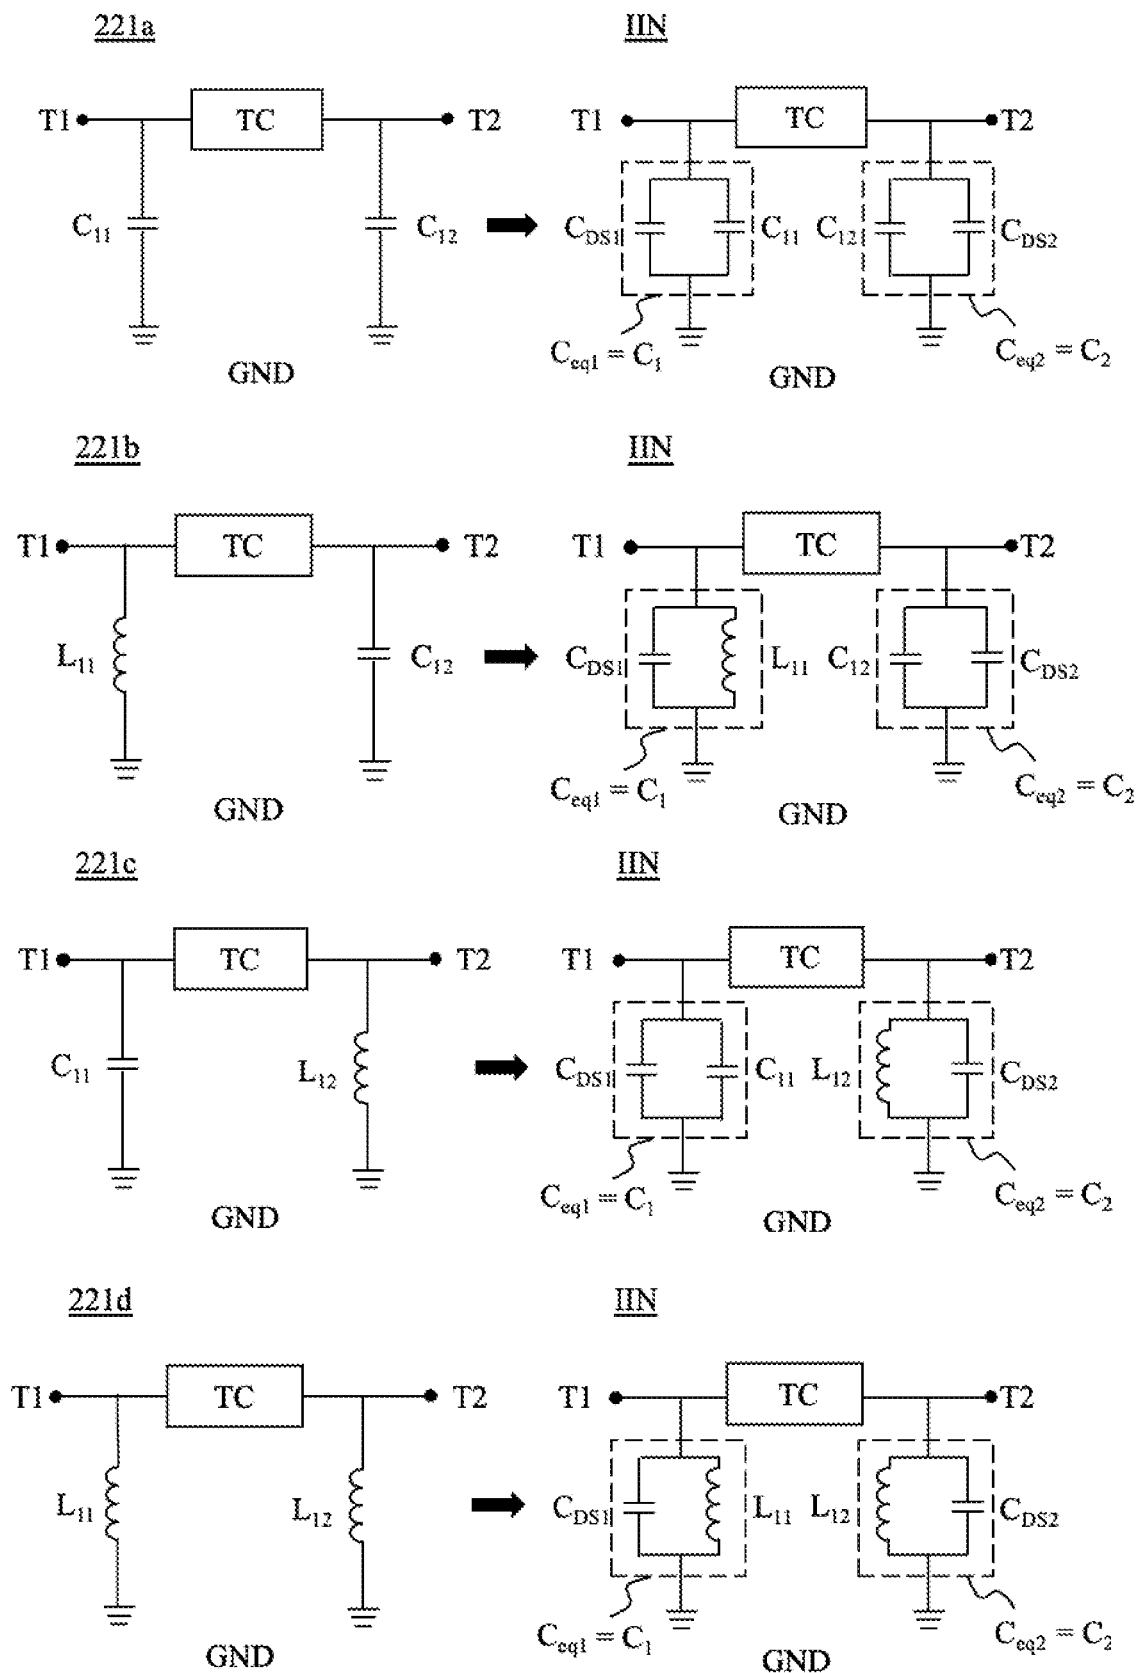 221a IIN
T1 TC T2 T1 TC T2
C11 C12 CDS1 C11 C12 CDS2
Ceq1 = C1 Ceq2 = C2
GND GND
221b IIN
T1 TC T2 T1 TC T2
L11 C12 CDS1 L11 C12 CDS2
Ceq1 = C1 Ceq2 = C2
GND GND
221c IIN
T1 TC T2 T1 TC T2
C11 L12 CDS1 C11 L12 CDS2
Ceq1 = C1 Ceq2 = C2
GND GND
221d IIN
T1 TC T2 T1 TC T2
L11 L12 CDS1 L11 L12 CDS2
Ceq1 = C1 Ceq2 = C2
GND GND